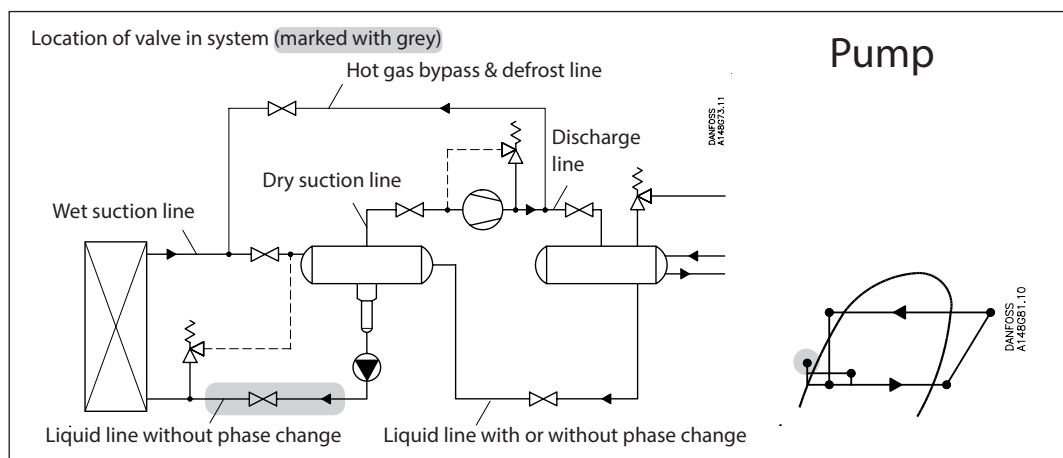 Location of valve in system (marked with grey)
Pump
Hot gas bypass & defrost line
DANFOSS
A148G73.11
Discharge
line
Dry suction line
Wet suction line
DANFOSS
A148G81.10
Liquid line without phase change
Liquid line with or without phase change